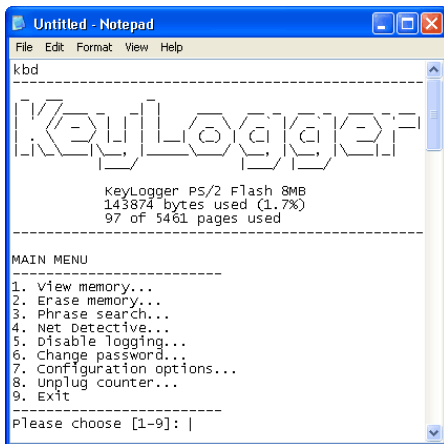 Untitled - Notepad
File Edit Format View Help
kbd
------------------------------------------------
KeyLogger
KeyLogger PS/2 Flash 8MB
143874 bytes used (1.7%)
97 of 5461 pages used
------------------------------------------------
MAIN MENU
------------------------
1. View memory...
2. Erase memory...
3. Phrase search...
4. Net Detective...
5. Disable logging...
6. Change password...
7. Configuration options...
8. Unplug counter...
9. Exit
------------------------
Please choose [1-9]: |